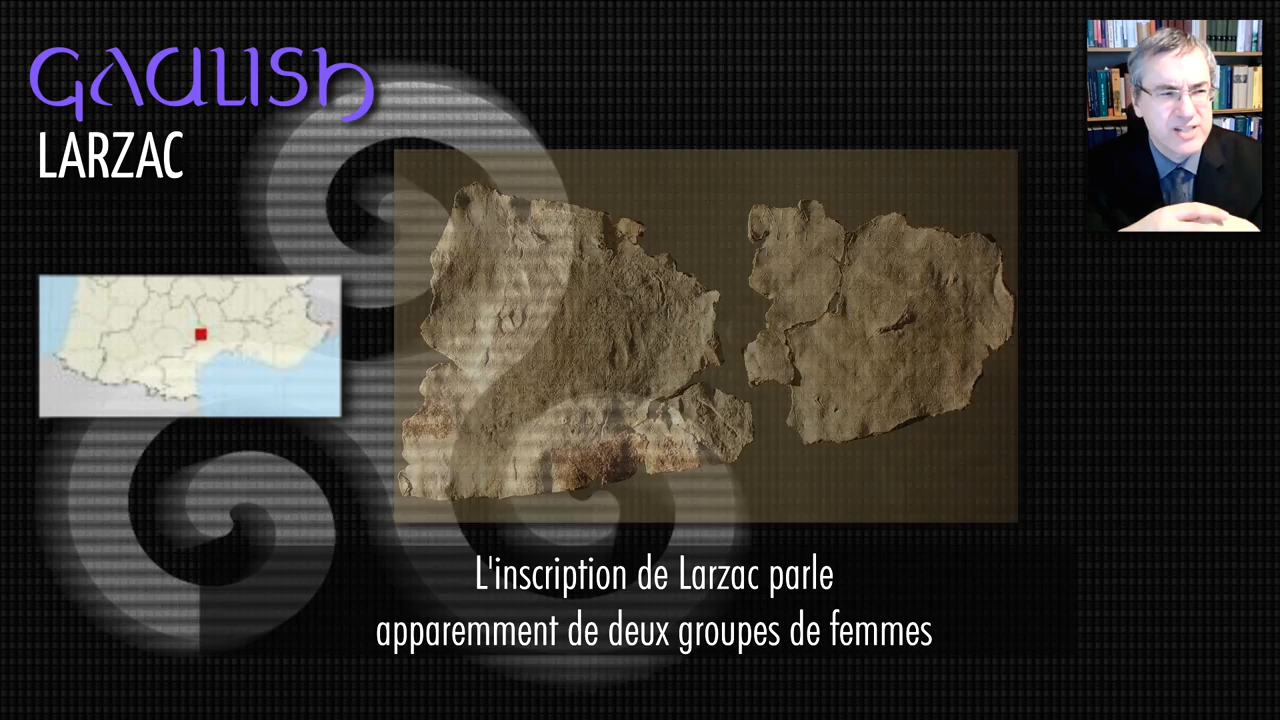 GAULISH
LARZAC
L'inscription de Larzac parle
apparemment de deux groupes de femmes